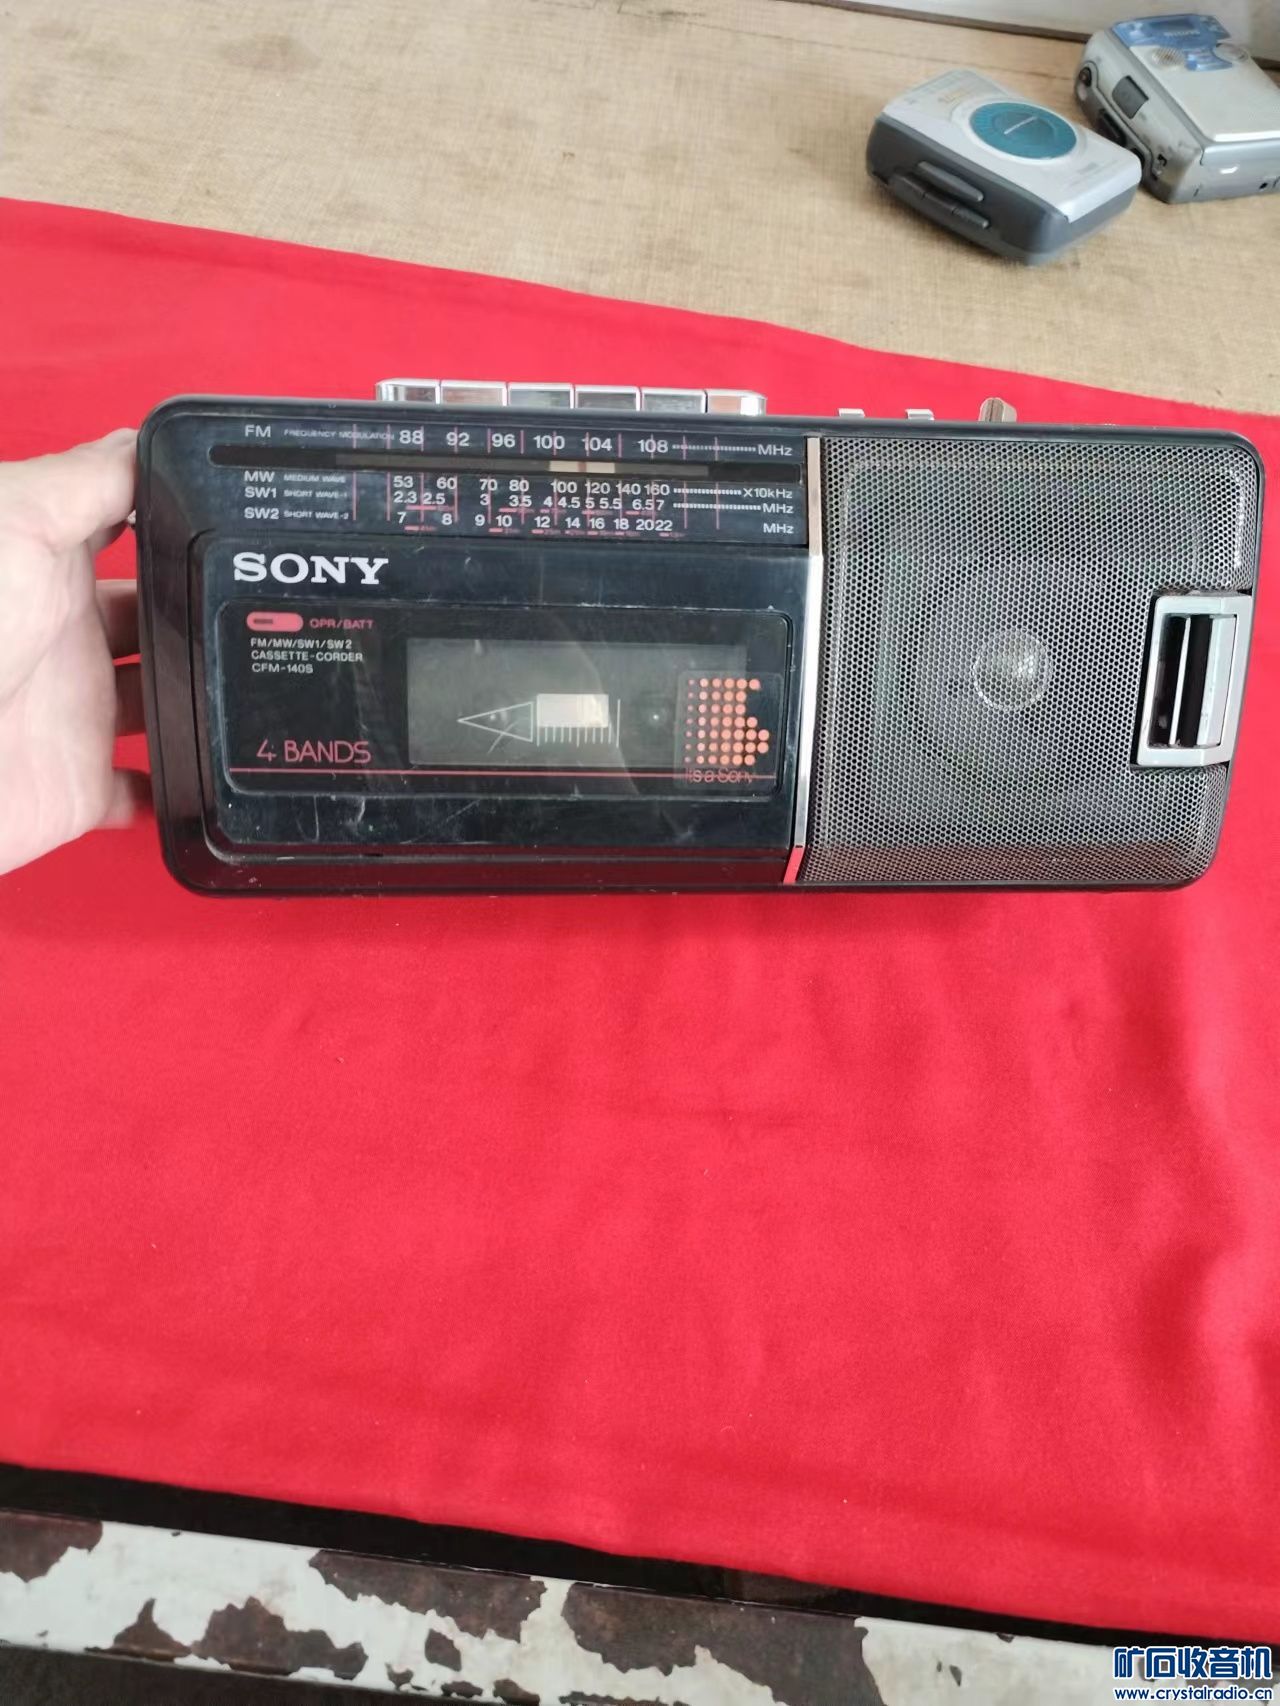 FM FREQUENCY MODULATION 88 92 96 100 104 108 MHz
MW MEDIUM WAVE 53 60 70 80 100 120 140 160 X10kHz
SW1 SHORT WAVE-1 2.3 2.5 3 3.5 4 4.5 5 5.5 6.5 7 MHz
SW2 SHORT WAVE-2 7 8 9 10 12 14 16 18 20 22 MHz
SONY
OPR/BATT
FM/MW/SW1/SW2
CASSETTE-CORDER
CFM-140S
4 BANDS
It's a Sony
矿石收音机
www.crystalradio.cn